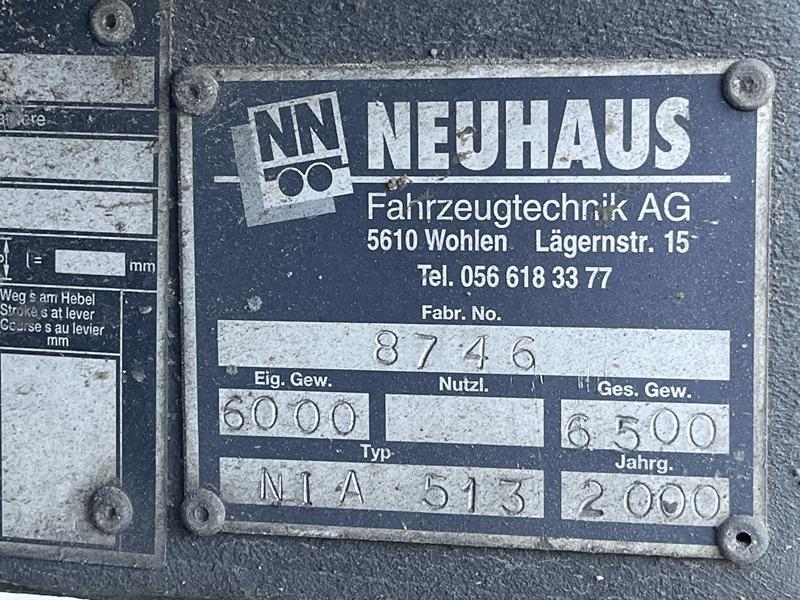 l = mm
Weg s am Hebel
Stroke s at lever
Course s au levier
mm
NN NEUHAUS
Fahrzeugtechnik AG
5610 Wohlen Lägernstr. 15
Tel. 056 618 33 77
Fabr. No.
8746
Eig. Gew. Nutzl. Ges. Gew.
6000 6500
Typ Jahrg.
NIA 513 2000